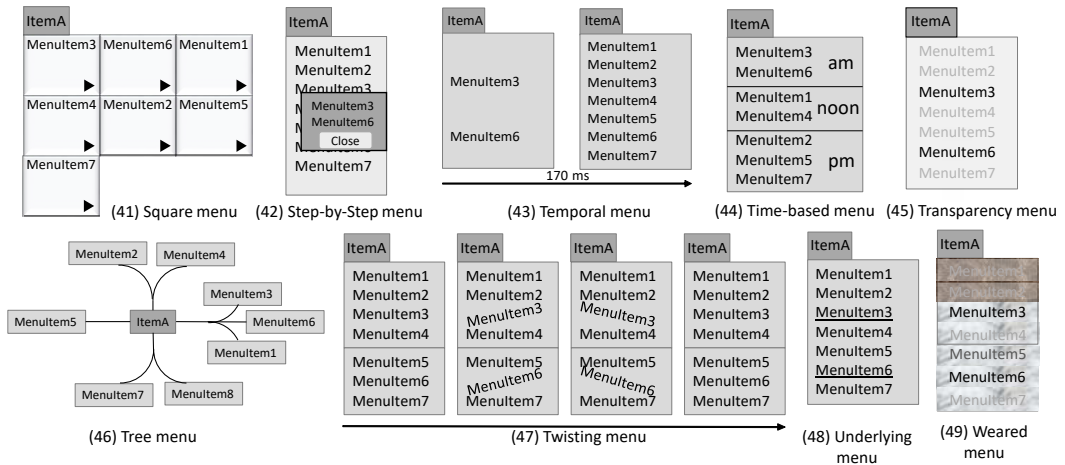 ItemA
MenuItem3 MenuItem6 MenuItem1
MenuItem4 MenuItem2 MenuItem5
MenuItem7
(41) Square menu
ItemA
MenuItem1
MenuItem2
MenuItem3
MenuItem3
MenuItem6
Close
MenuItem7
(42) Step-by-Step menu
ItemA
MenuItem3
MenuItem6
ItemA
MenuItem1
MenuItem2
MenuItem3
MenuItem4
MenuItem5
MenuItem6
MenuItem7
170 ms
(43) Temporal menu
ItemA
MenuItem3
MenuItem6
am
MenuItem1
MenuItem4
noon
MenuItem2
MenuItem5
MenuItem7
pm
(44) Time-based menu
ItemA
MenuItem1
MenuItem2
MenuItem3
MenuItem4
MenuItem5
MenuItem6
MenuItem7
(45) Transparency menu
MenuItem2
MenuItem4
MenuItem3
MenuItem5
ItemA
MenuItem6
MenuItem1
MenuItem7
MenuItem8
(46) Tree menu
ItemA
MenuItem1
MenuItem2
MenuItem3
MenuItem4
MenuItem5
MenuItem6
MenuItem7
ItemA
MenuItem1
MenuItem2
MenuItem3
MenuItem4
MenuItem5
MenuItem6
MenuItem7
ItemA
MenuItem1
MenuItem2
MenuItem3
MenuItem4
MenuItem5
MenuItem6
MenuItem7
ItemA
MenuItem1
MenuItem2
MenuItem3
MenuItem4
MenuItem5
MenuItem6
MenuItem7
(47) Twisting menu
ItemA
MenuItem1
MenuItem2
MenuItem3
MenuItem4
MenuItem5
MenuItem6
MenuItem7
(48) Underlying
menu
ItemA
MenuItem3
MenuItem4
MenuItem5
MenuItem6
MenuItem7
(49) Weared
menu